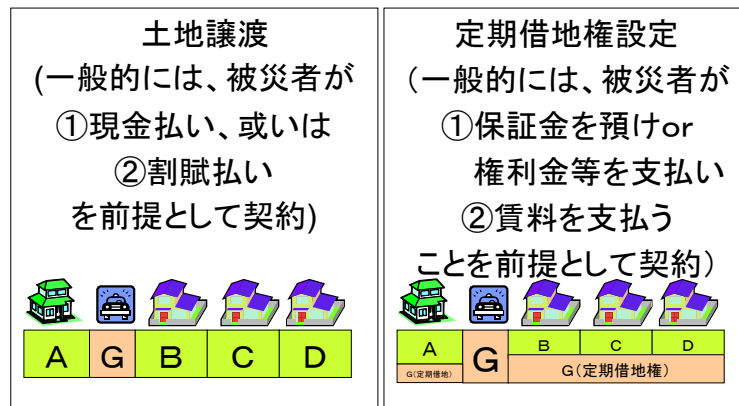 土地譲渡
(一般的には、被災者が
①現金払い、或いは
②割賦払い
を前提として契約)
A G B C D
定期借地権設定
（一般的には、被災者が
①保証金を預けor
権利金等を支払い
②賃料を支払う
ことを前提として契約）
A G B C D
G(定期借地) G(定期借地権)